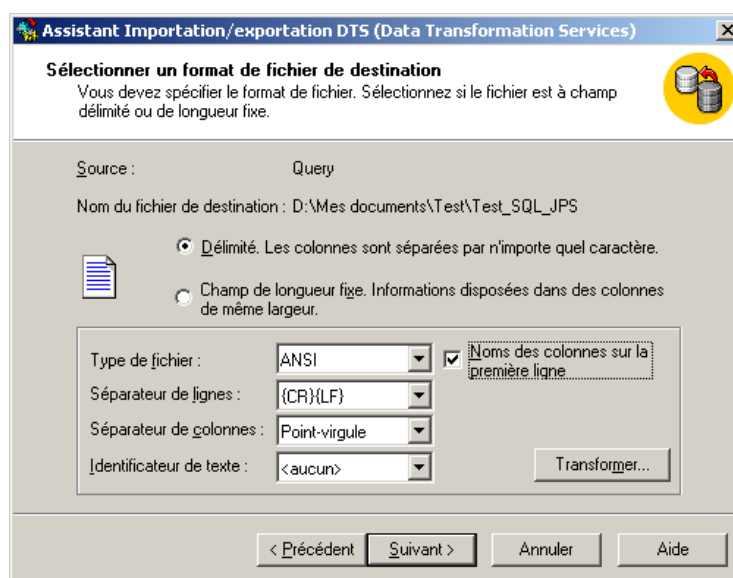 Assistant Importation/exportation DTS (Data Transformation Services)
Sélectionner un format de fichier de destination
Vous devez spécifier le format de fichier. Sélectionnez si le fichier est à champ
délimité ou de longueur fixe.
Source : Query
Nom du fichier de destination : D:\Mes documents\Test\Test_SQL_JPS
Délimité. Les colonnes sont séparées par n'importe quel caractère.
Champ de longueur fixe. Informations disposées dans des colonnes
de même largeur.
Type de fichier : ANSI Noms des colonnes sur la
première ligne
Séparateur de lignes : {CR}{LF}
Séparateur de colonnes : Point-virgule
Identificateur de texte : <aucun> Transformer...
< Précédent Suivant > Annuler Aide